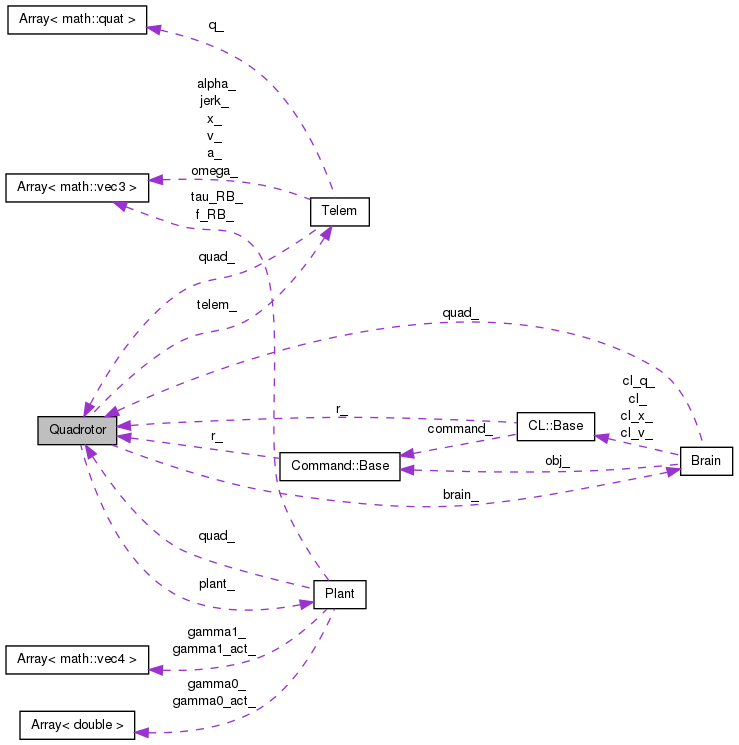 Array< math::quat >
q_
alpha_
jerk_
x_
v_
a_
omega_
Array< math::vec3 >
tau_RB_
f_RB_
Telem
quad_
telem_
quad_
cl_q_
cl_
cl_x_
cl_v_
r_
CL::Base
Quadrotor
command_
r_
Command::Base
obj_
Brain
brain_
quad_
plant_
Plant
gamma1_
gamma1_act_
Array< math::vec4 >
gamma0_
gamma0_act_
Array< double >